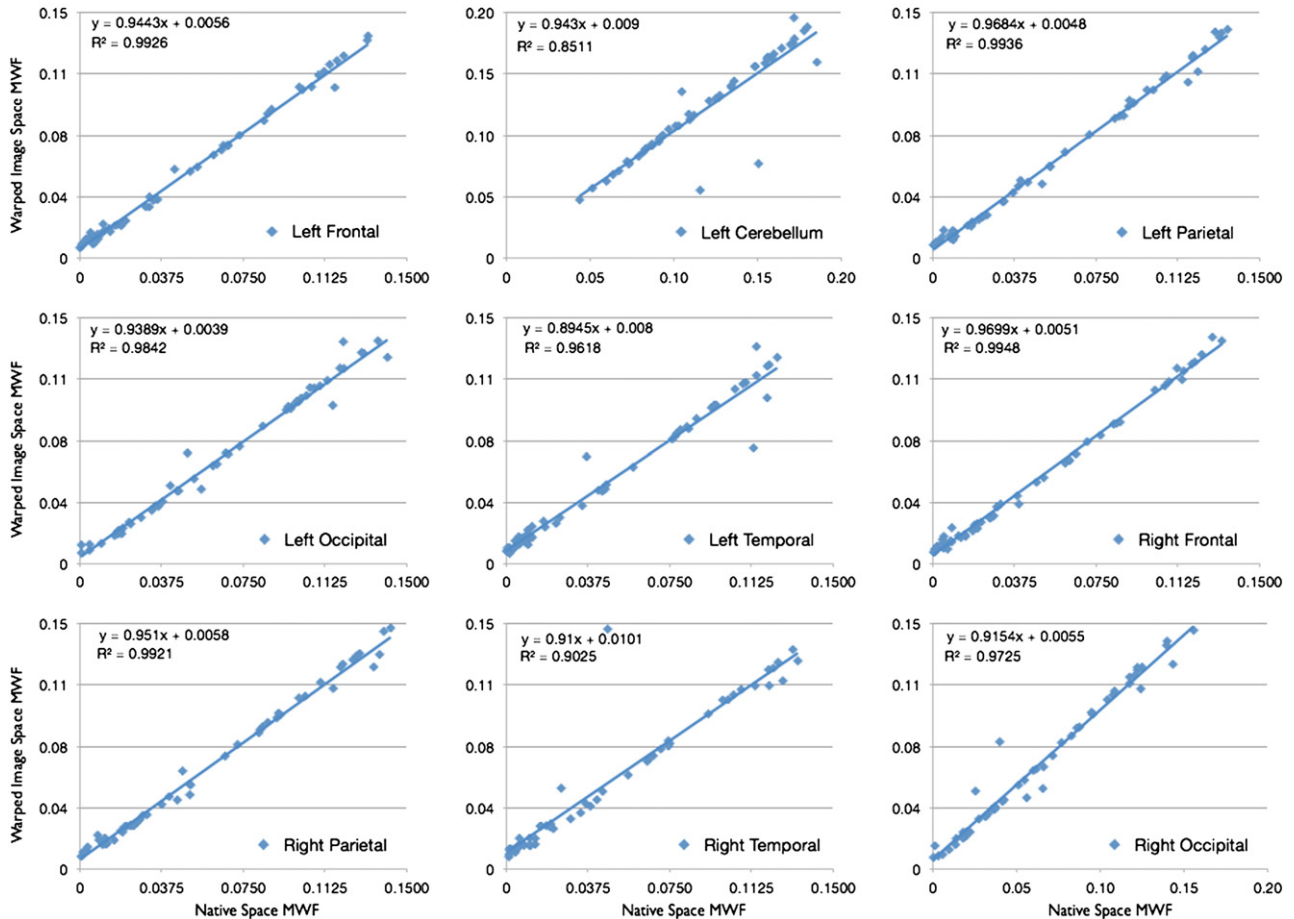 y = 0.9443x + 0.0056
R² = 0.9926
Warped Image Space MWF
0.15
0.11
0.08
0.04
0
Left Frontal
0 0.0375 0.0750 0.1125 0.1500
y = 0.943x + 0.009
R² = 0.8511
0.20
0.15
0.10
0.05
0
Left Cerebellum
0 0.05 0.10 0.15 0.20
y = 0.9684x + 0.0048
R² = 0.9936
0.15
0.11
0.08
0.04
0
Left Parietal
0 0.0375 0.0750 0.1125 0.1500
y = 0.9389x + 0.0039
R² = 0.9842
Warped Image Space MWF
0.15
0.11
0.08
0.04
0
Left Occipital
0 0.0375 0.0750 0.1125 0.1500
y = 0.8945x + 0.008
R² = 0.9618
0.15
0.11
0.08
0.04
0
Left Temporal
0 0.0375 0.0750 0.1125 0.1500
y = 0.9699x + 0.0051
R² = 0.9948
0.15
0.11
0.08
0.04
0
Right Frontal
0 0.0375 0.0750 0.1125 0.1500
y = 0.951x + 0.0058
R² = 0.9921
Warped Image Space MWF
0.15
0.11
0.08
0.04
0
Right Parietal
0 0.0375 0.0750 0.1125 0.1500
Native Space MWF
y = 0.91x + 0.0101
R² = 0.9025
0.15
0.11
0.08
0.04
0
Right Temporal
0 0.0375 0.0750 0.1125 0.1500
Native Space MWF
y = 0.9154x + 0.0055
R² = 0.9725
0.15
0.11
0.08
0.04
0
Right Occipital
0 0.05 0.10 0.15 0.20
Native Space MWF